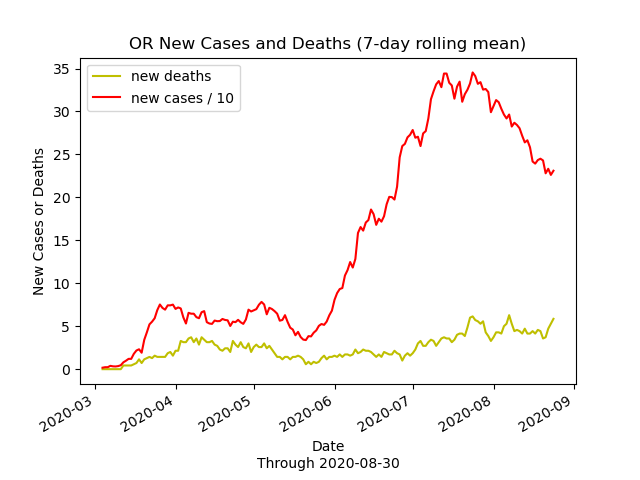 OR New Cases and Deaths (7-day rolling mean)
new deaths
new cases / 10
35
30
25
20
15
10
5
0
New Cases or Deaths
2020-03
2020-04
2020-05
2020-06
2020-07
2020-08
2020-09
Date
Through 2020-08-30